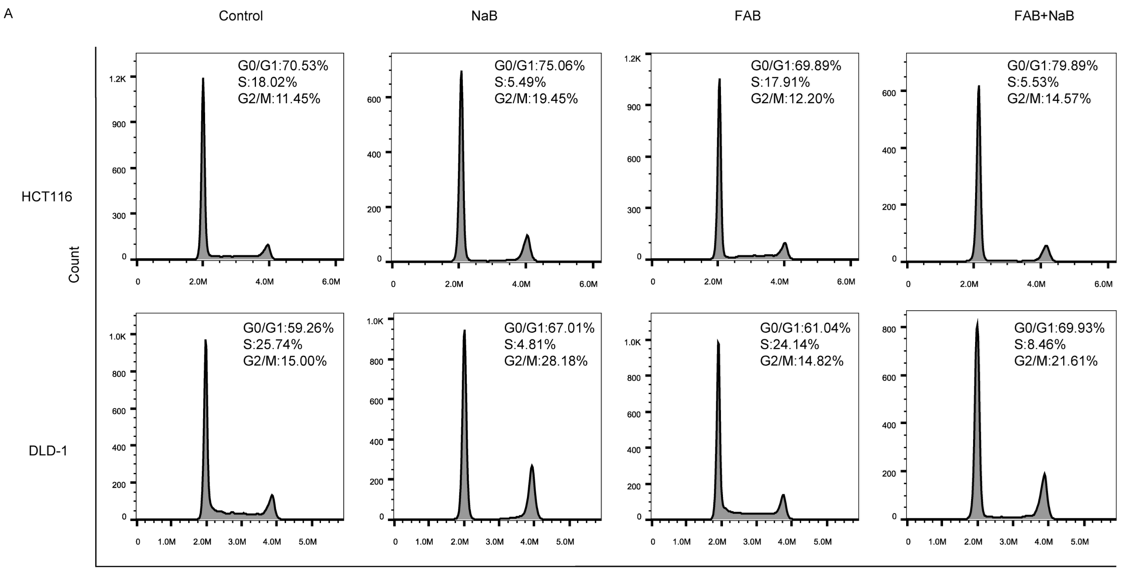 A
Control
NaB
FAB
FAB+NaB
HCT116
DLD-1
Count
G0/G1:70.53%
S:18.02%
G2/M:11.45%
1.2K
900
600
300
0
0
2.0M
4.0M
6.0M
G0/G1:75.06%
S:5.49%
G2/M:19.45%
600
400
200
0
0
2.0M
4.0M
6.0M
G0/G1:69.89%
S:17.91%
G2/M:12.20%
1.2K
900
600
300
0
0
2.0M
4.0M
6.0M
G0/G1:79.89%
S:5.53%
G2/M:14.57%
600
400
200
0
0
2.0M
4.0M
6.0M
G0/G1:59.26%
S:25.74%
G2/M:15.00%
1.0K
800
600
400
200
0
0
1.0M
2.0M
3.0M
4.0M
5.0M
G0/G1:67.01%
S:4.81%
G2/M:28.18%
1.0K
800
600
400
200
0
0
1.0M
2.0M
3.0M
4.0M
5.0M
G0/G1:61.04%
S:24.14%
G2/M:14.82%
1.0K
800
600
400
200
0
0
1.0M
2.0M
3.0M
4.0M
5.0M
G0/G1:69.93%
S:8.46%
G2/M:21.61%
800
600
400
200
0
0
1.0M
2.0M
3.0M
4.0M
5.0M